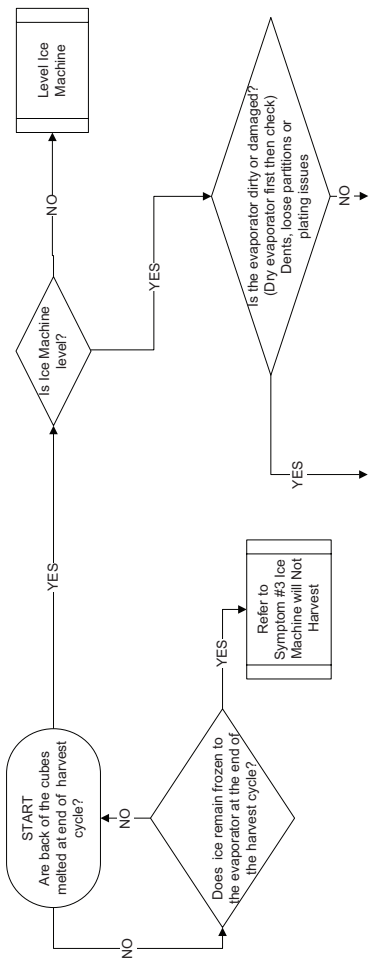 START
Are back of the cubes
melted at end of harvest
cycle?
YES
NO
Does ice remain frozen to
the evaporator at the end of
the harvest cycle?
NO
YES
Refer to
Symptom #3 Ice
Machine will Not
Harvest
Is Ice Machine
level?
NO
Level Ice
Machine
YES
Is the evaporator dirty or damaged?
(Dry evaporator first then check)
Dents, loose partitions or
plating issues
YES
NO